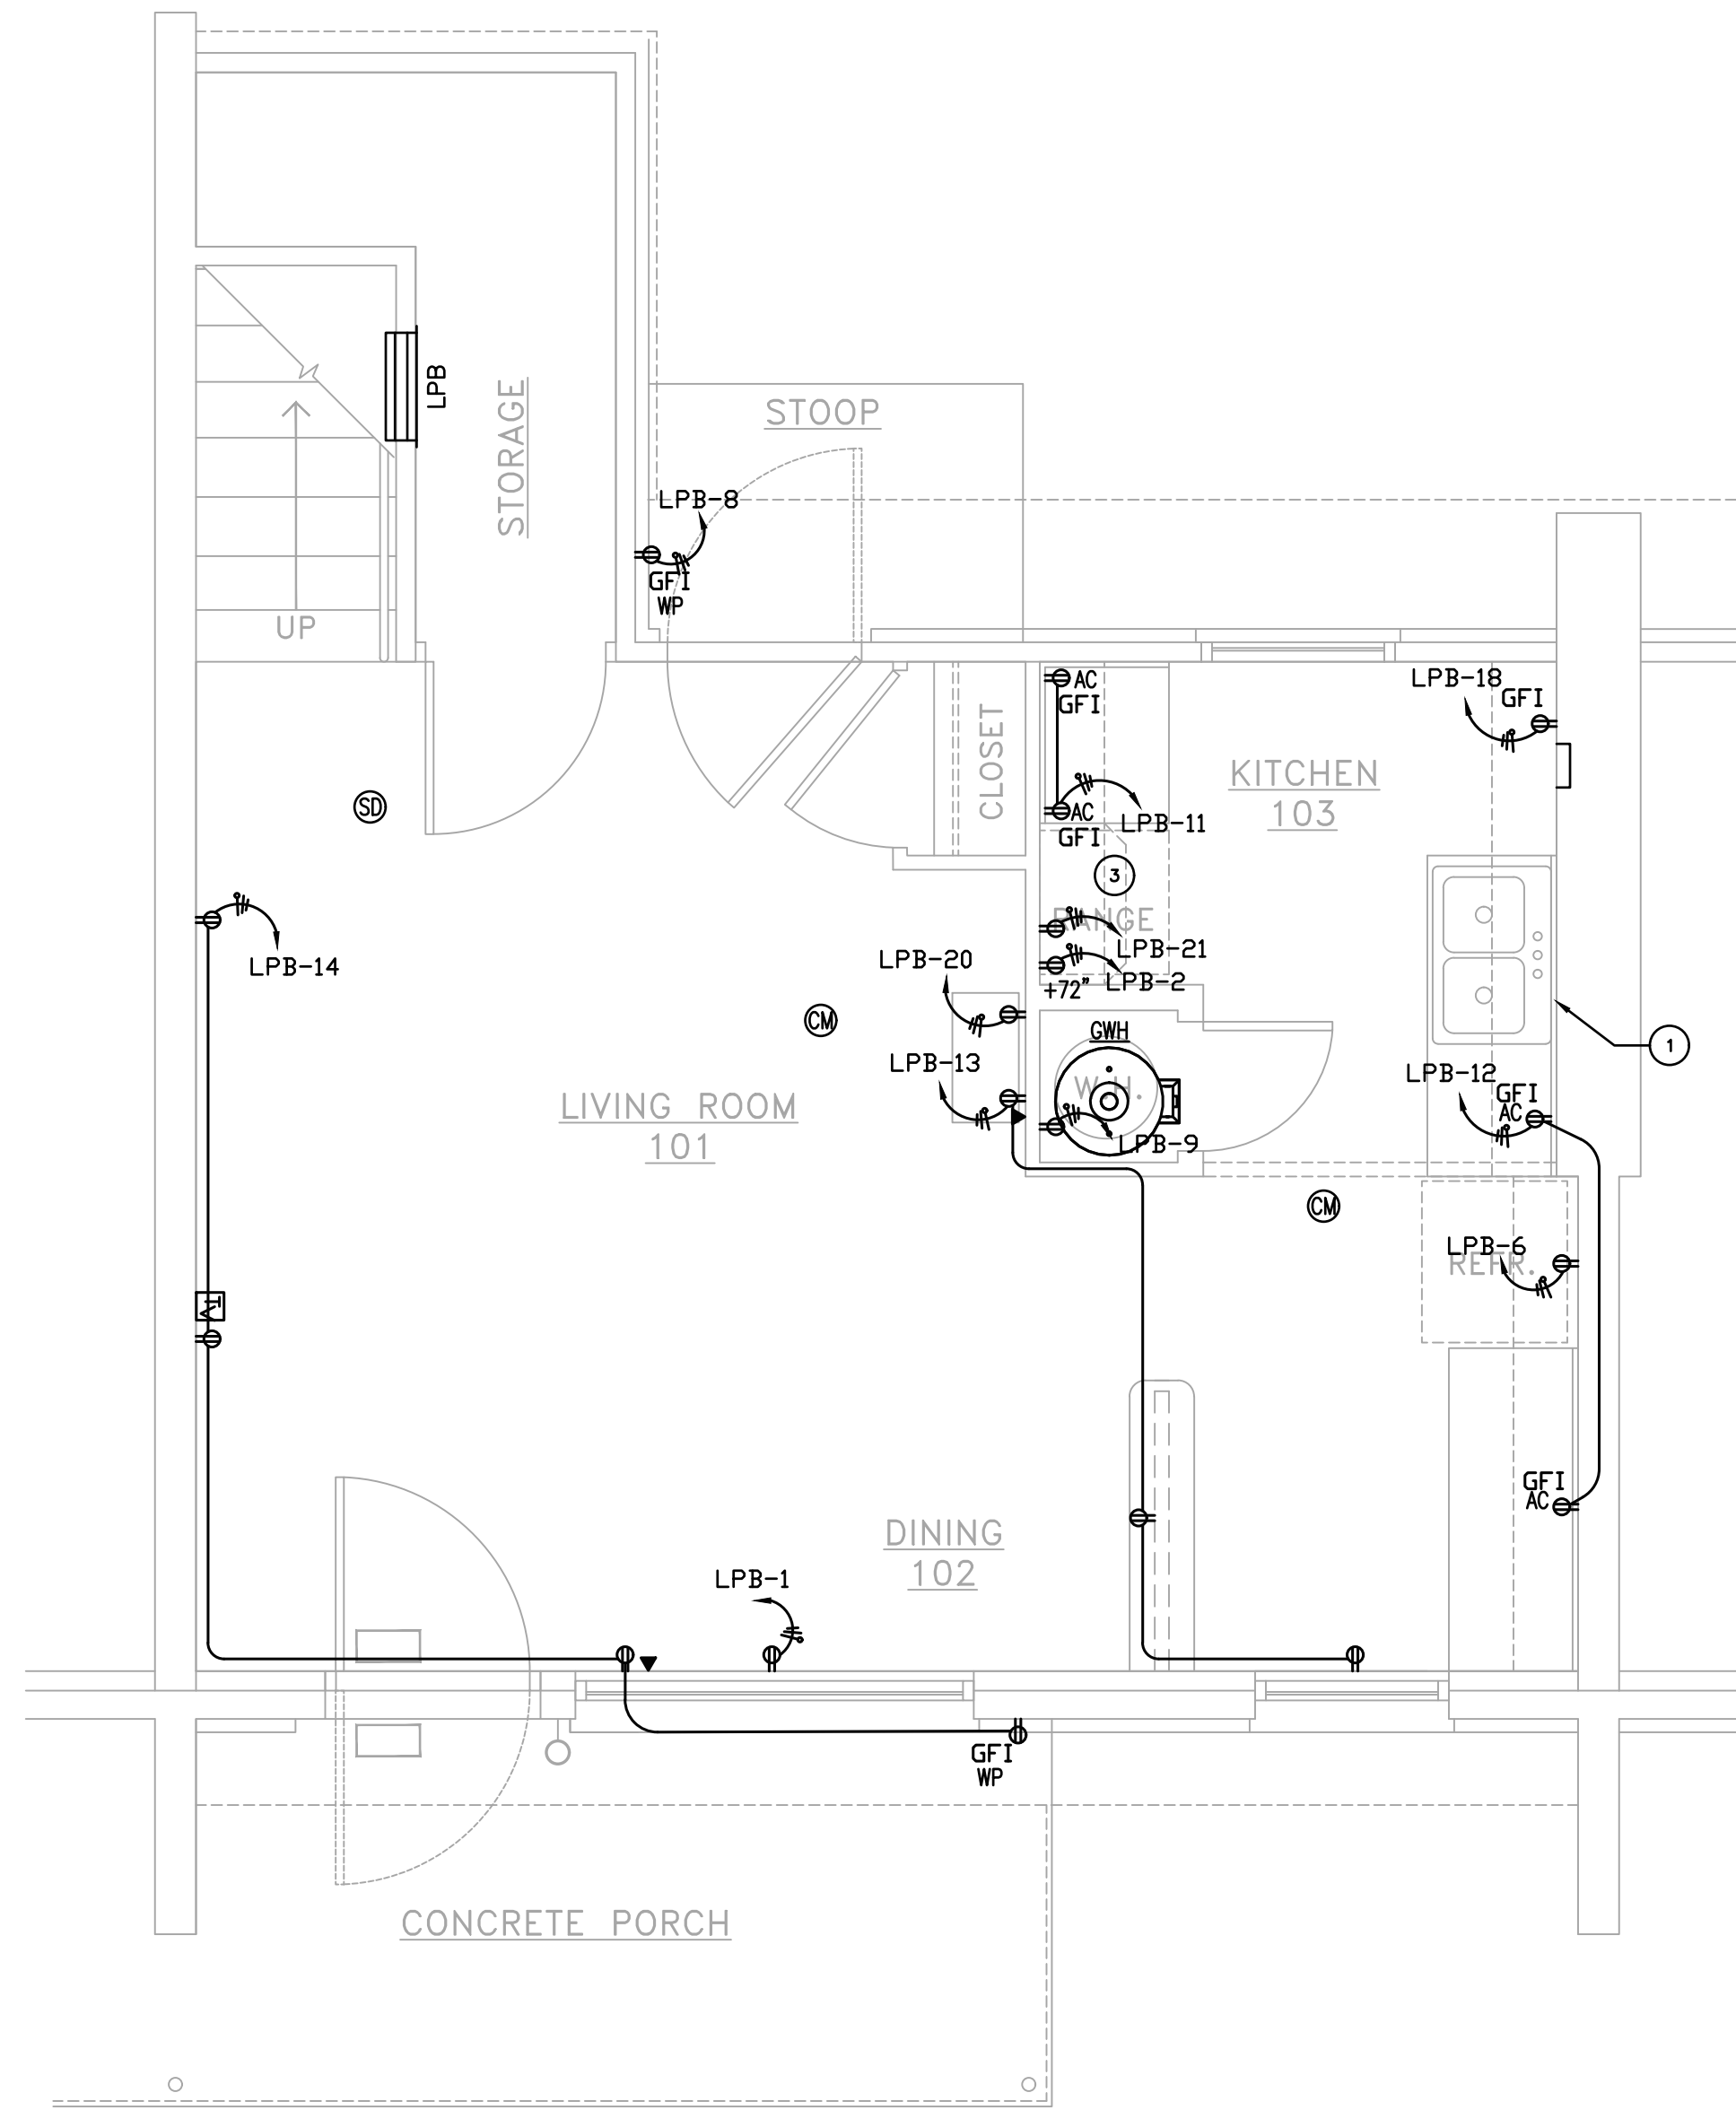 LPB
STORAGE
STOOP
LPB-8
GFI
WP
UP
AC
GFI
LPB-18
GFI
CLOSET
KITCHEN
103
SD
AC
GFI
LPB-11
3
RANGE
LPB-21
LPB-14
LPB-20
LPB-2
+72"
CM
GWH
1
LPB-13
W.H.
LPB-12
GFI
AC
LIVING ROOM
101
LPB-9
CM
LPB-6
REFR.
TV
GFI
AC
DINING
102
LPB-1
GFI
WP
CONCRETE PORCH